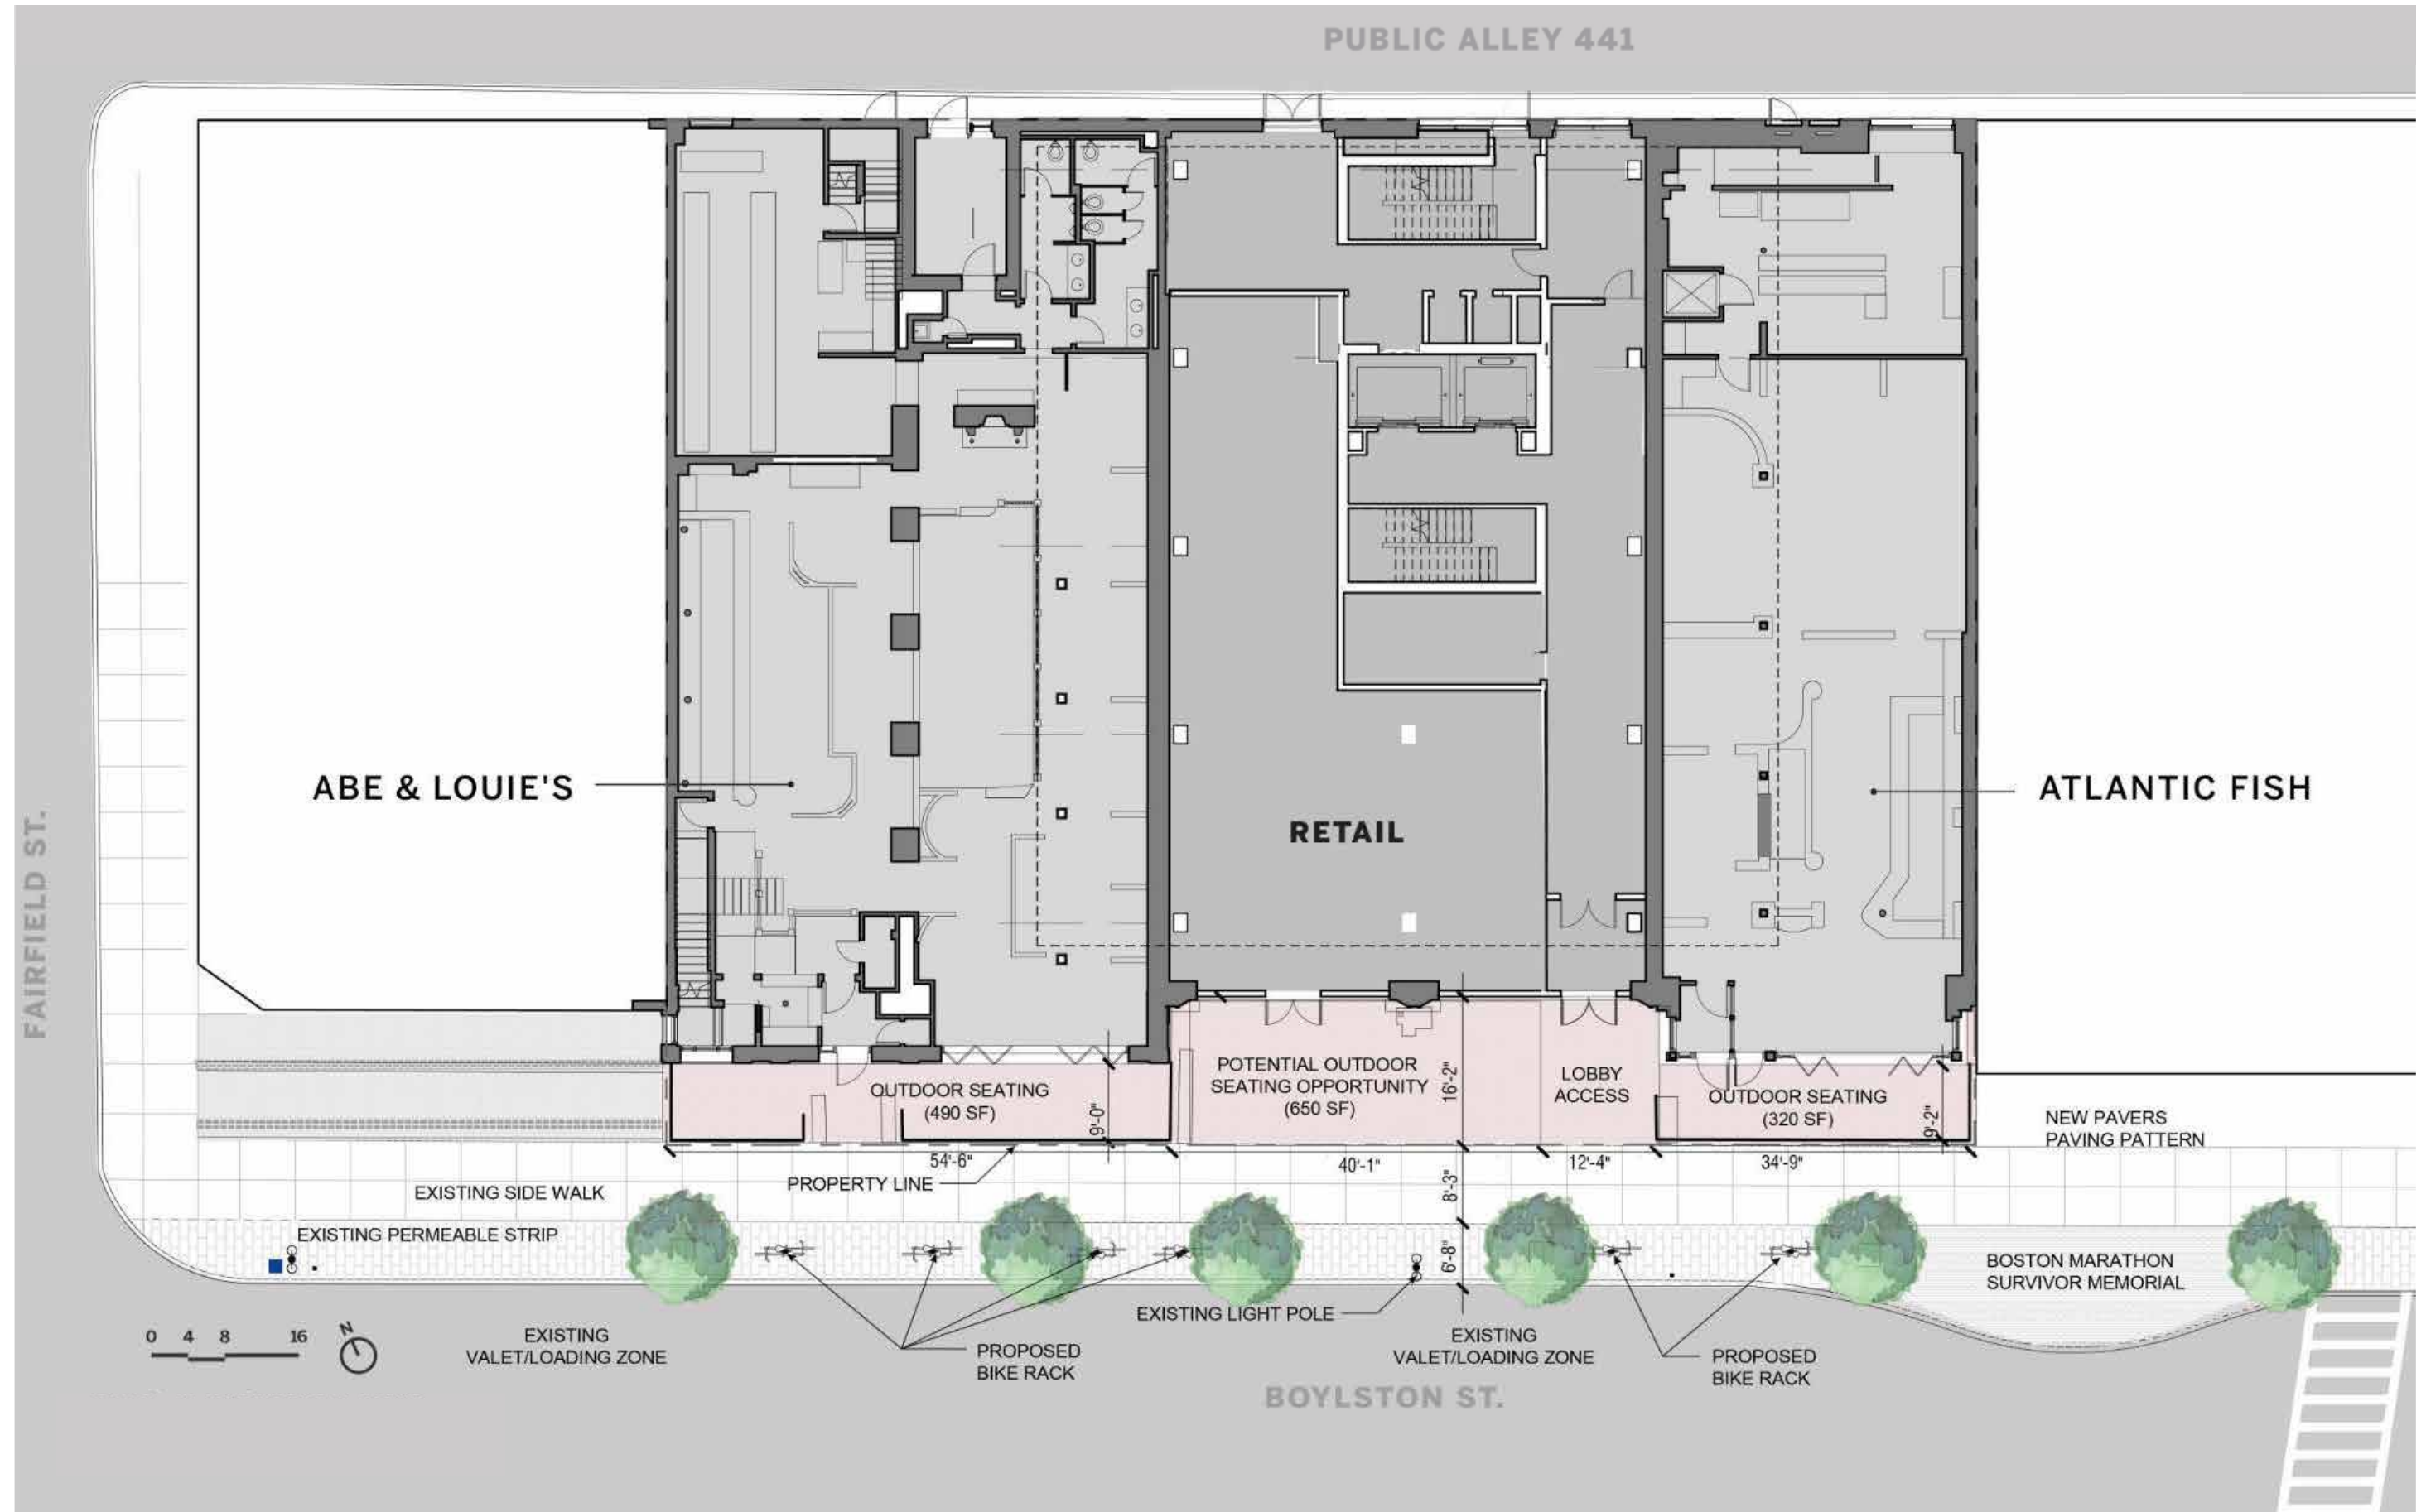 PUBLIC ALLEY 441
FAIRFIELD ST.
ABE & LOUIE'S
RETAIL
ATLANTIC FISH
OUTDOOR SEATING
(490 SF)
9'-0"
POTENTIAL OUTDOOR
SEATING OPPORTUNITY
(650 SF)
16'-2"
LOBBY
ACCESS
OUTDOOR SEATING
(320 SF)
9'-2"
NEW PAVERS
PAVING PATTERN
54'-6"
40'-1"
12'-4"
34'-9"
PROPERTY LINE
8'-3"
EXISTING SIDE WALK
EXISTING PERMEABLE STRIP
6'-8"
BOSTON MARATHON
SURVIVOR MEMORIAL
EXISTING LIGHT POLE
0 4 8 16
N
EXISTING
VALET/LOADING ZONE
PROPOSED
BIKE RACK
EXISTING
VALET/LOADING ZONE
PROPOSED
BIKE RACK
BOYLSTON ST.